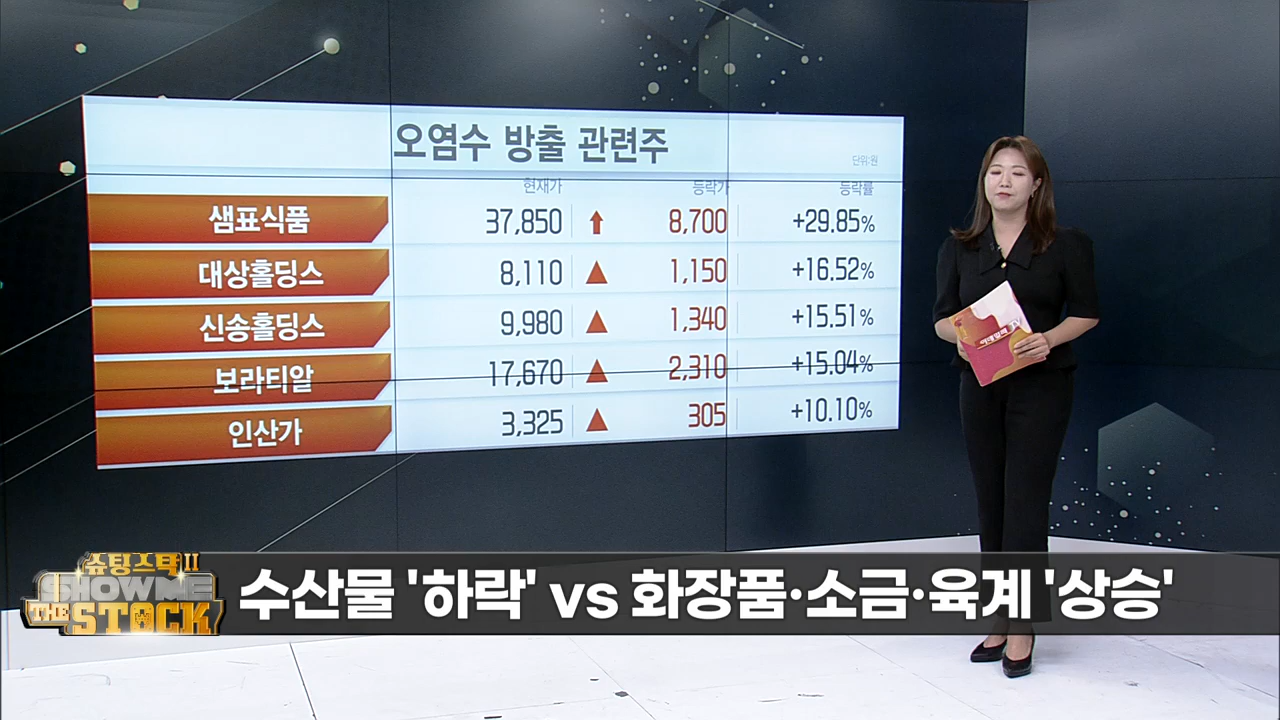 오염수 방출 관련주
단위:원
현재가 등락가 등락률
샘표식품 37,850 8,700 +29.85%
대상홀딩스 8,110 1,150 +16.52%
신송홀딩스 9,980 1,340 +15.51%
보라티알 17,670 2,310 +15.04%
인산가 3,325 305 +10.10%
슈팅스탁 II
SHOW ME
THE STOCK
수산물 '하락' vs 화장품·소금·육계 '상승'